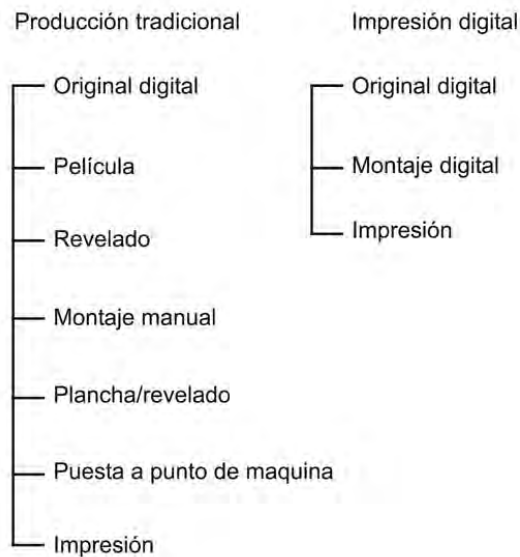 Producción tradicional
Original digital
Película
Revelado
Montaje manual
Plancha/revelado
Puesta a punto de maquina
Impresión
Impresión digital
Original digital
Montaje digital
Impresión